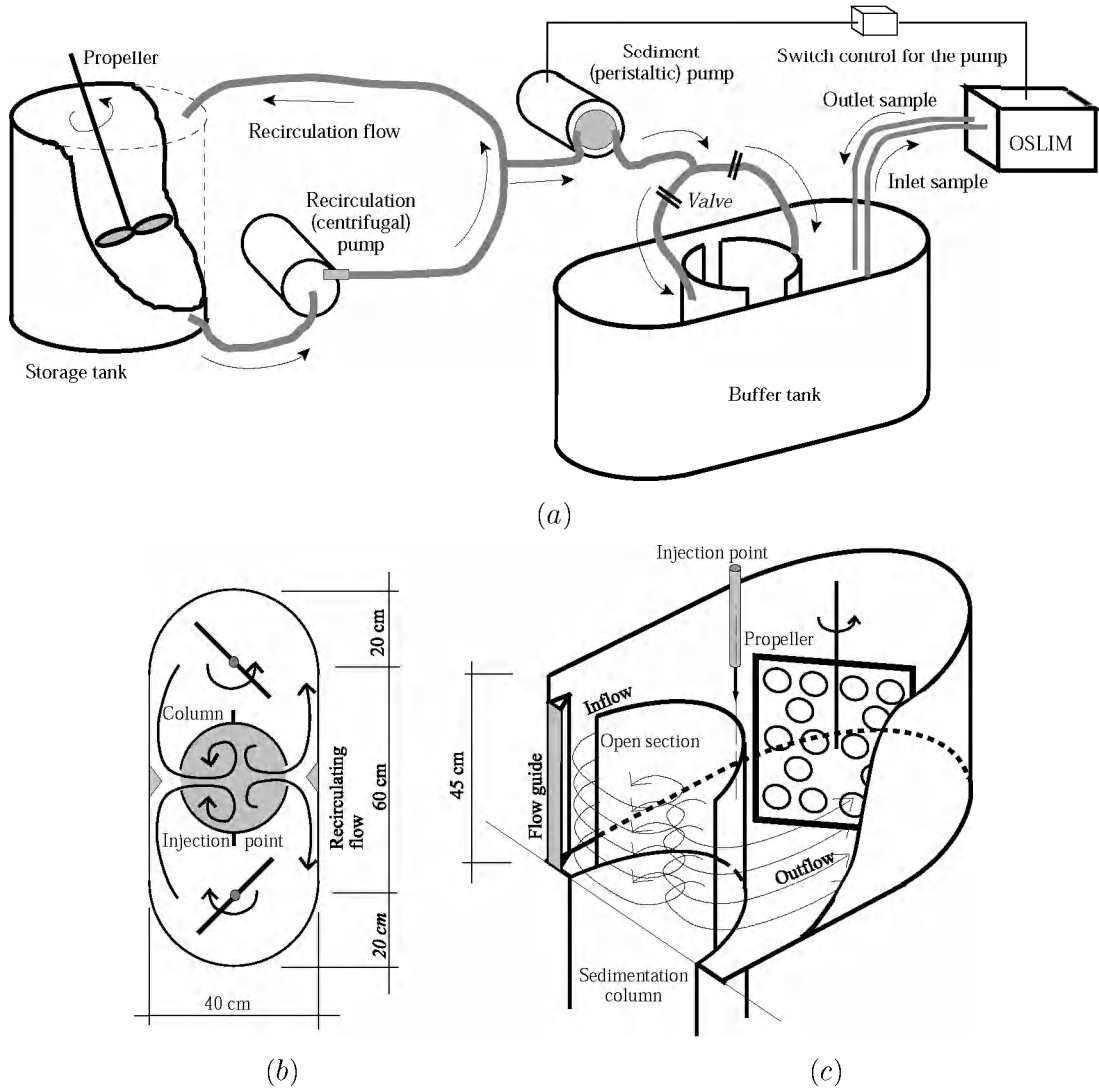 Propeller
Sediment
(peristaltic) pump
Switch control for the pump
Outlet sample
Recirculation flow
OSLIM
Inlet sample
Valve
Recirculation
(centrifugal)
pump
Storage tank
Buffer tank
(a)
20 cm
Column
Recirculating
flow
60 cm
Injection point
20 cm
40 cm
(b)
Injection point
Propeller
Inflow
Open section
45 cm
Flow guide
Outflow
Sedimentation
column
(c)